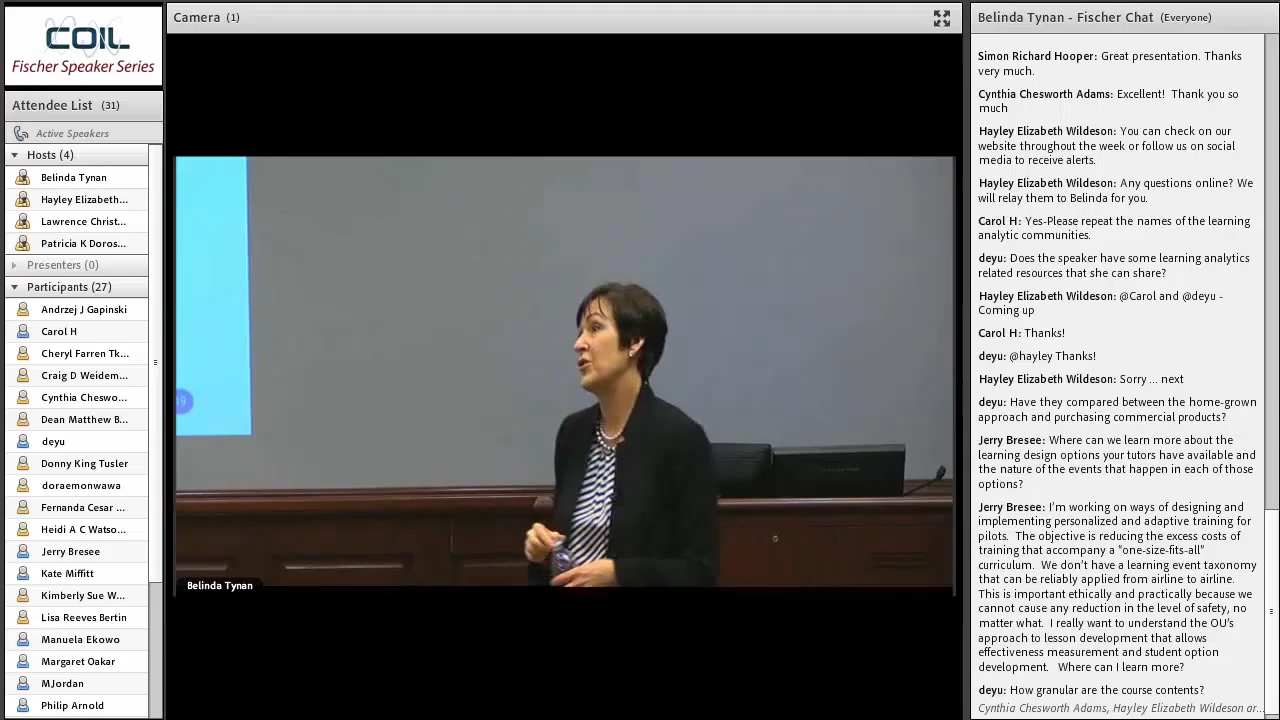 COIL
Fischer Speaker Series
Attendee List (31)
Active Speakers
Hosts (4)
Belinda Tynan
Hayley Elizabeth...
Lawrence Christ...
Patricia K Doros...
Presenters (0)
Participants (27)
Andrzej J Gapinski
Carol H
Cheryl Farren Tk...
Craig D Weidem...
Cynthia Cheswo...
Dean Matthew B...
deyu
Donny King Tusler
doraemonwawa
Fernanda Cesar ...
Heidi A C Watso...
Jerry Bresee
Kate Miffitt
Kimberly Sue W...
Lisa Reeves Bertin
Manuela Ekowo
Margaret Oakar
MJordan
Philip Arnold
Camera (1)
49
Belinda Tynan
Belinda Tynan - Fischer Chat (Everyone)
Simon Richard Hooper: Great presentation. Thanks
very much.
Cynthia Chesworth Adams: Excellent! Thank you so
much
Hayley Elizabeth Wildeson: You can check on our
website throughout the week or follow us on social
media to receive alerts.
Hayley Elizabeth Wildeson: Any questions online? We
will relay them to Belinda for you.
Carol H: Yes-Please repeat the names of the learning
analytic communities.
deyu: Does the speaker have some learning analytics
related resources that she can share?
Hayley Elizabeth Wildeson: @Carol and @deyu -
Coming up
Carol H: Thanks!
deyu: @hayley Thanks!
Hayley Elizabeth Wildeson: Sorry ... next
deyu: Have they compared between the home-grown
approach and purchasing commercial products?
Jerry Bresee: Where can we learn more about the
learning design options your tutors have available and
the nature of the events that happen in each of those
options?
Jerry Bresee: I'm working on ways of designing and
implementing personalized and adaptive training for
pilots. The objective is reducing the excess costs of
training that accompany a "one-size-fits-all"
curriculum. We don't have a learning event taxonomy
that can be reliably applied from airline to airline.
This is important ethically and practically because we
cannot cause any reduction in the level of safety, no
matter what. I really want to understand the OU's
approach to lesson development that allows
effectiveness measurement and student option
development. Where can I learn more?
deyu: How granular are the course contents?
Cynthia Chesworth Adams, Hayley Elizabeth Wildeson ar...